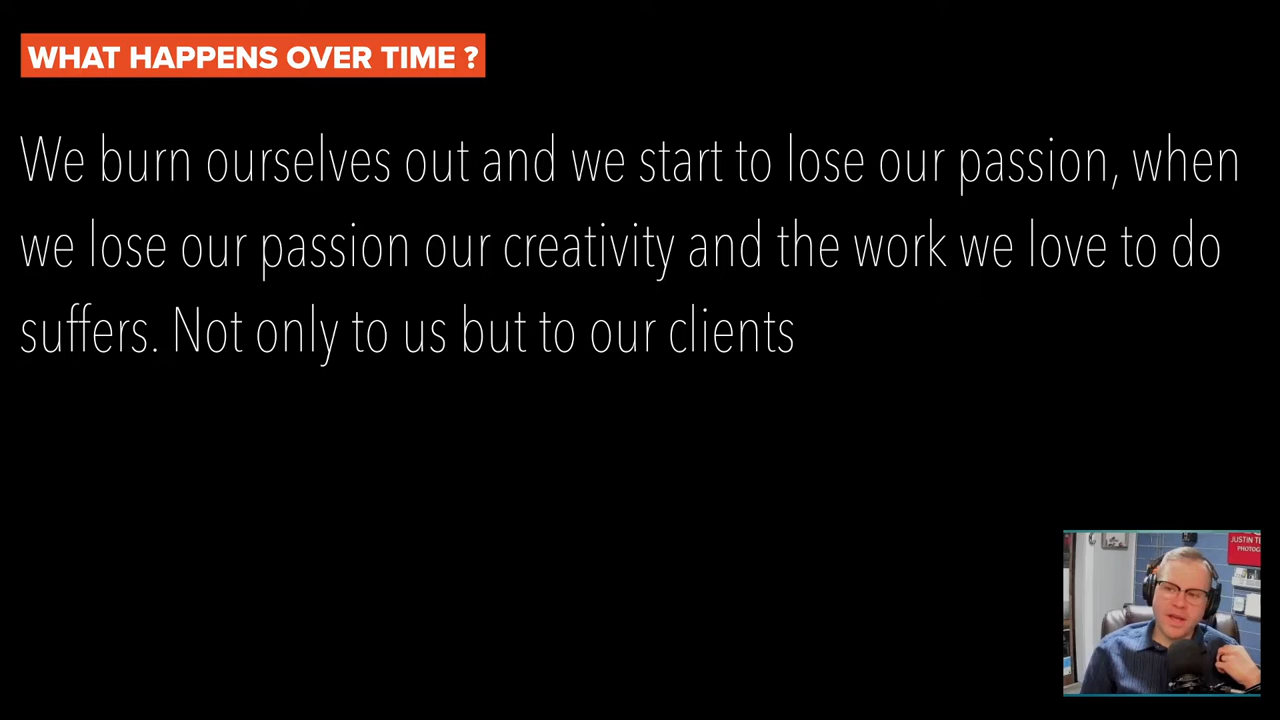 WHAT HAPPENS OVER TIME ?
We burn ourselves out and we start to lose our passion, when
we lose our passion our creativity and the work we love to do
suffers. Not only to us but to our clients
JUSTIN